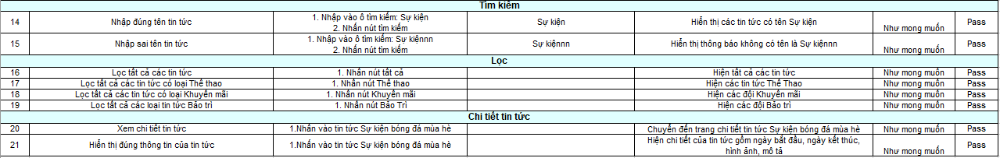 Tìm kiếm
14 Nhập đúng tên tin tức 1. Nhập vào ô tìm kiếm: Sự kiện Sự kiện Hiển thị các tin tức có tên Sự kiện Như mong muốn Pass
2. Nhấn nút tìm kiếm
15 Nhập sai tên tin tức 1. Nhập vào ô tìm kiếm: Sự kiệnnn Sự kiệnnn Hiển thị thông báo không có tên là Sự kiệnnn Như mong muốn Pass
2. Nhấn nút tìm kiếm
Lọc
16 Lọc tất cả các tin tức 1. Nhấn nút tất cả Hiện tất cả các tin tức Như mong muốn Pass
17 Lọc tất cả các tin tức có loại Thể thao 1. Nhấn nút Thể thao Hiện các tin tức Thể Thao Như mong muốn Pass
18 Lọc tất cả các tin tức có loại Khuyến mãi 1. Nhấn nút Khuyến mãi Hiện các đội Khuyến mãi Như mong muốn Pass
19 Lọc tất cả các loại tin tức Bảo trì 1. Nhấn nút Bảo Trì Hiện các đội Bảo trì Như mong muốn Pass
Chi tiết tin tức
20 Xem chi tiết tin tức 1.Nhấn vào tin tức Sự kiện bóng đá mùa hè Chuyển đến trang chi tiết tin tức Sự kiện bóng đá mùa hè Như mong muốn Pass
21 Hiển thị đúng thông tin của tin tức 1.Nhấn vào tin tức Sự kiện bóng đá mùa hè Hiện chi tiết của tin tức gồm ngày bắt đầu, ngày kết thúc, Như mong muốn Pass
hình ảnh, mô tả